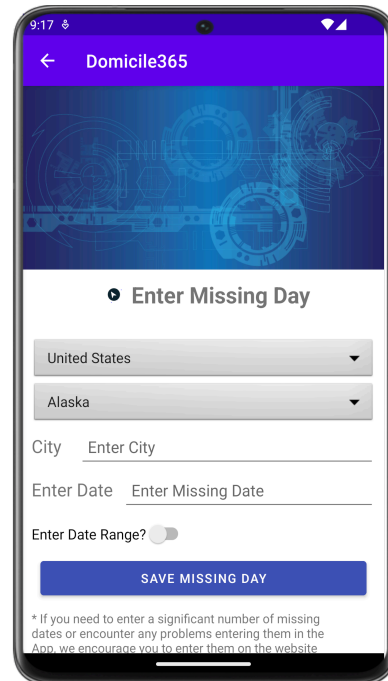 9:17
Domicile365
Enter Missing Day
United States
Alaska
City Enter City
Enter Date Enter Missing Date
Enter Date Range?
SAVE MISSING DAY
* If you need to enter a significant number of missing
dates or encounter any problems entering them in the
App, we encourage you to enter them on the website